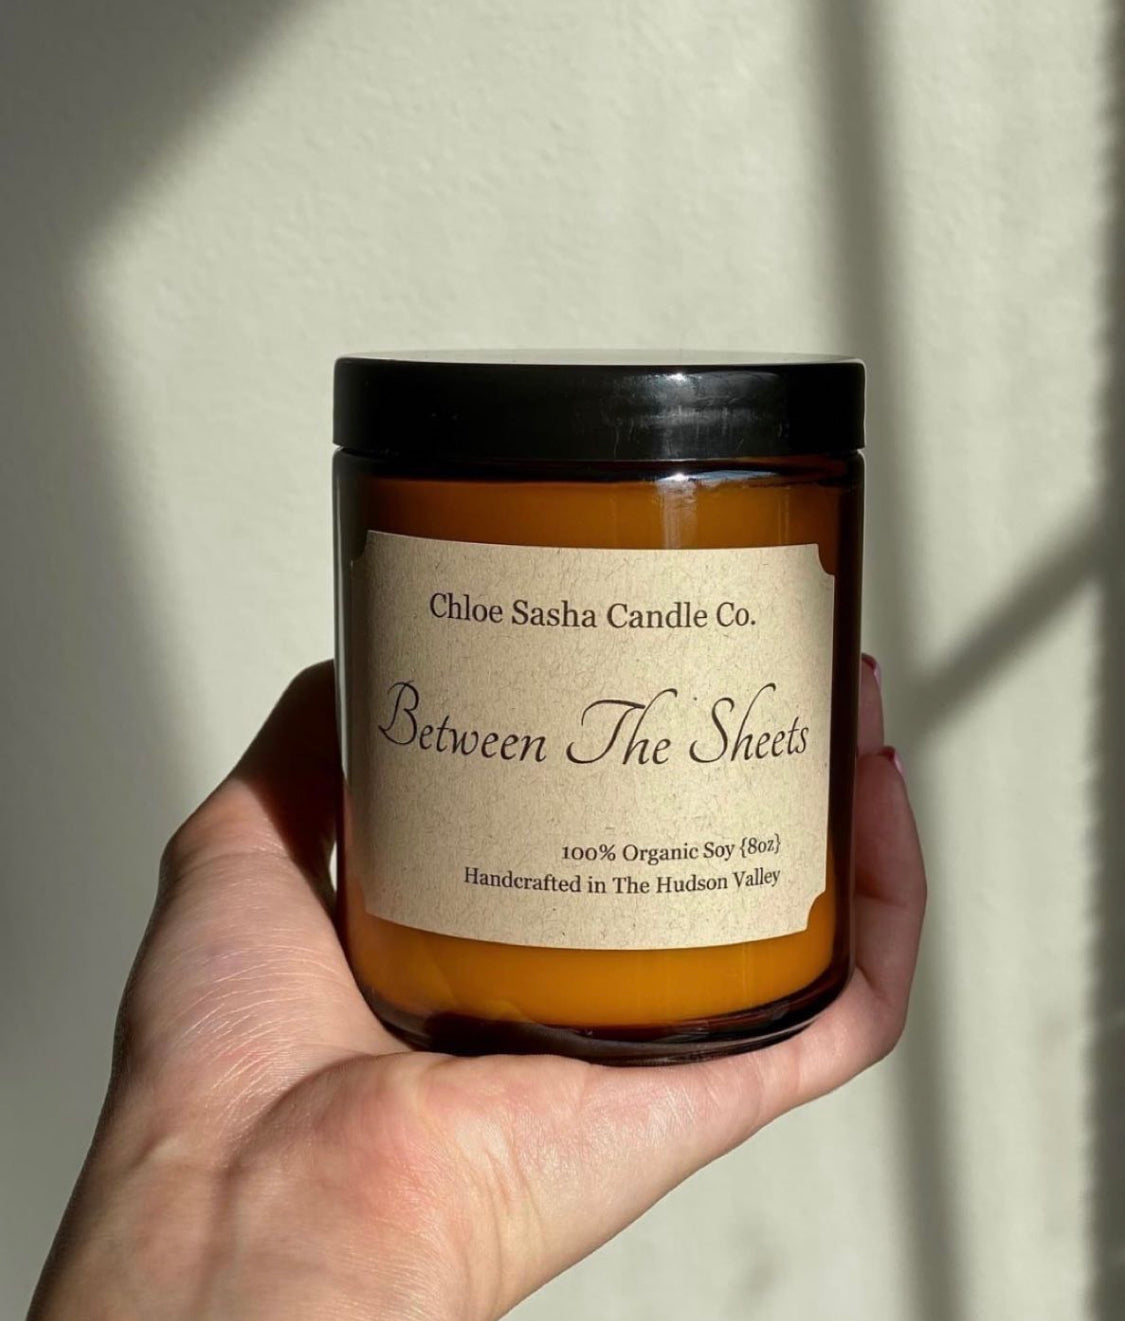 Chloe Sasha Candle Co.
Between The Sheets
100% Organic Soy {8oz}
Handcrafted in The Hudson Valley